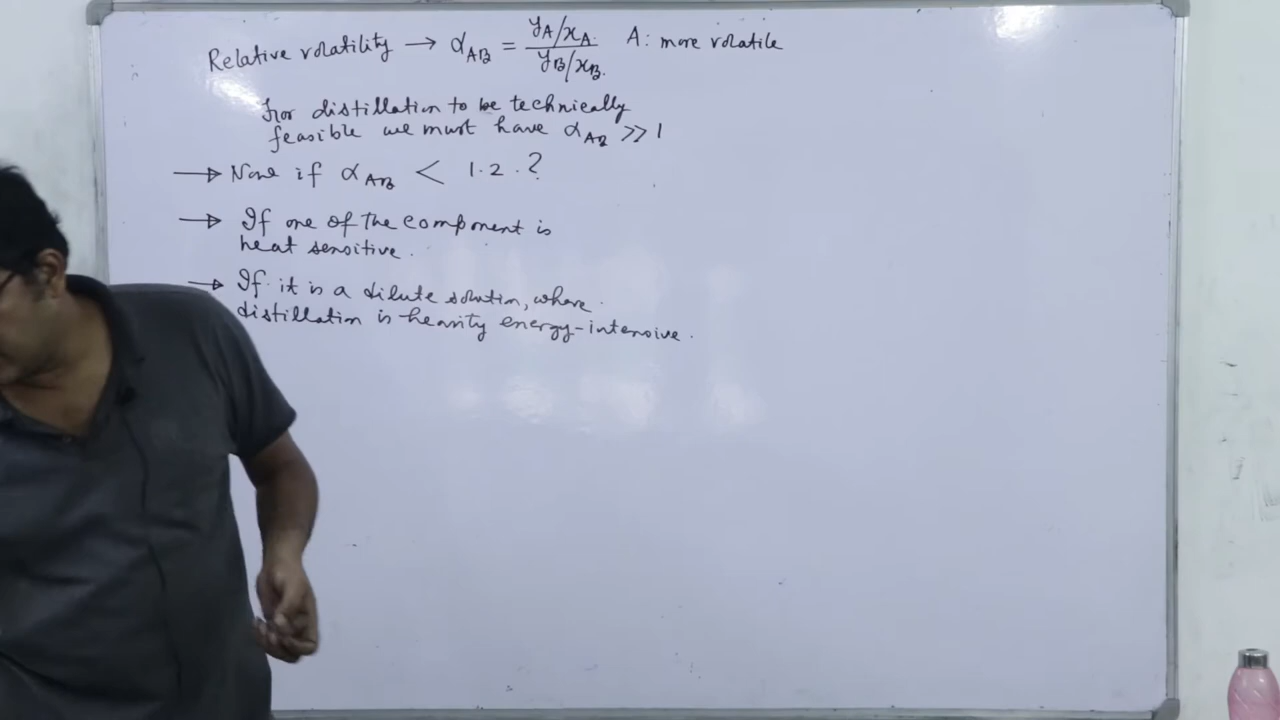 Relative volatility → α_AB = (y_A/x_A)/(y_B/x_B) A: more volatile
For distillation to be technically
feasible we must have α_AB >> 1
→ Now if α_AB < 1.2 . ?
→ If one of the component is
heat sensitive .
→ If it is a dilute solution, where
distillation is heavity energy-intensive .